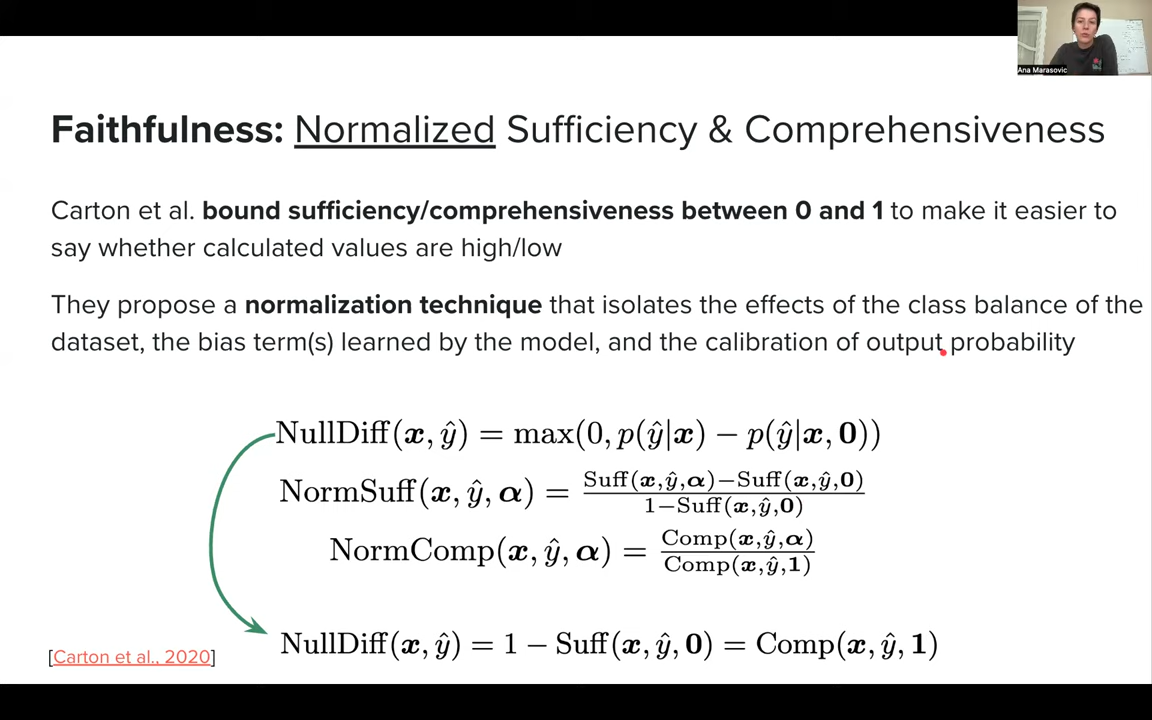 Ana Marasovic
Faithfulness: Normalized Sufficiency & Comprehensiveness
Carton et al. bound sufficiency/comprehensiveness between 0 and 1 to make it easier to
say whether calculated values are high/low
They propose a normalization technique that isolates the effects of the class balance of the
dataset, the bias term(s) learned by the model, and the calibration of output probability
NullDiff(𝒙, ŷ) = max(0, p(ŷ|𝒙) − p(ŷ|𝒙, 𝟎))
NormSuff(𝒙, ŷ, 𝜶) = Suff(𝒙,ŷ,𝜶)−Suff(𝒙,ŷ,𝟎) / 1−Suff(𝒙,ŷ,𝟎)
NormComp(𝒙, ŷ, 𝜶) = Comp(𝒙,ŷ,𝜶) / Comp(𝒙,ŷ,𝟏)
NullDiff(𝒙, ŷ) = 1 − Suff(𝒙, ŷ, 𝟎) = Comp(𝒙, ŷ, 𝟏)
[Carton et al., 2020]